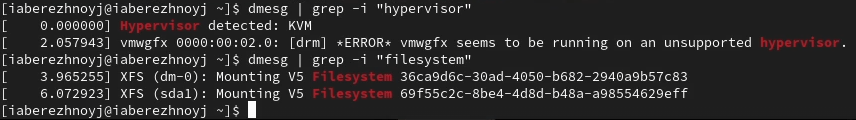 [iaberezhnoyj@iaberezhnoyj ~]$ dmesg | grep -i "hypervisor"
[    0.000000] Hypervisor detected: KVM
[    2.057943] vmwgfx 0000:00:02.0: [drm] *ERROR* vmwgfx seems to be running on an unsupported hypervisor.
[iaberezhnoyj@iaberezhnoyj ~]$ dmesg | grep -i "filesystem"
[    3.965255] XFS (dm-0): Mounting V5 Filesystem 36ca9d6c-30ad-4050-b682-2940a9b57c83
[    6.072923] XFS (sda1): Mounting V5 Filesystem 69f55c2c-8be4-4d8d-b48a-a98554629eff
[iaberezhnoyj@iaberezhnoyj ~]$